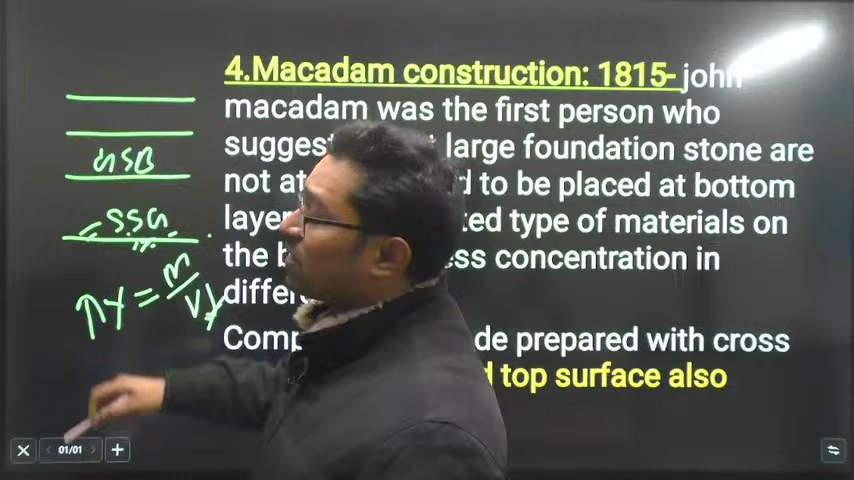 4.Macadam construction: 1815- john
macadam was the first person who
suggest large foundation stone are
not at d to be placed at bottom
laye ted type of materials on
the b ss concentration in
differ
Comp de prepared with cross
d top surface also
GSB
SSG
↑γ = m/V↓
01/01